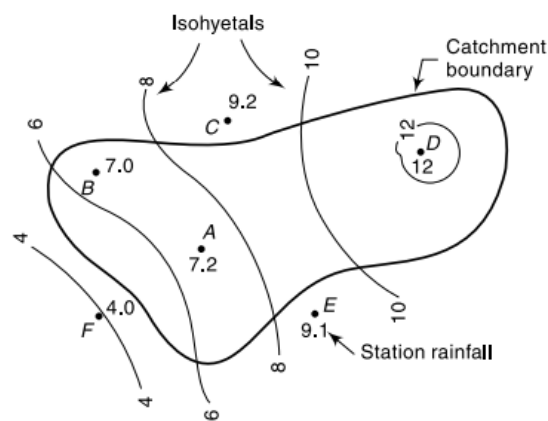 Isohyetals
10
Catchment
boundary
8
9.2
C
6
12
D
12
7.0
B
A
7.2
4
4.0
F
E
9.1
10
Station rainfall
8
4
6